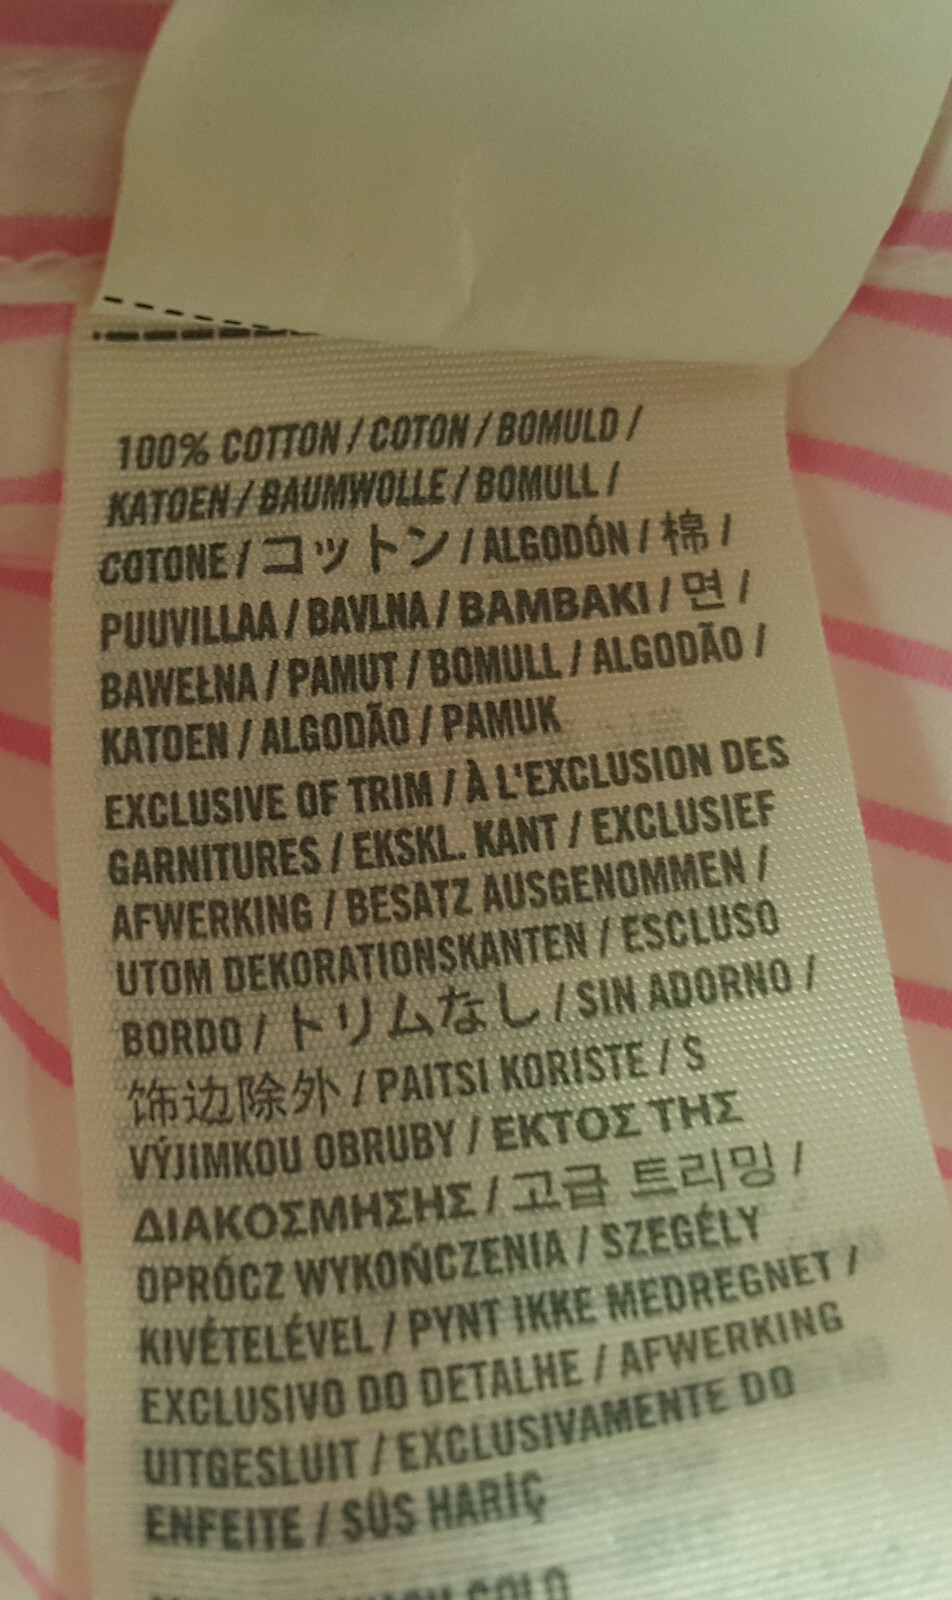 100% COTTON / COTON / BOMULD /
KATOEN / BAUMWOLLE / BOMULL /
COTONE / コットン / ALGODÓN / 棉 /
PUUVILLAA / BAVLNA / BAMBAKI / 면 /
BAWEŁNA / PAMUT / BOMULL / ALGODÃO /
KATOEN / ALGODÃO / PAMUK
EXCLUSIVE OF TRIM / À L'EXCLUSION DES
GARNITURES / EKSKL. KANT / EXCLUSIEF
AFWERKING / BESATZ AUSGENOMMEN /
UTOM DEKORATIONSKANTEN / ESCLUSO
BORDO / トリムなし / SIN ADORNO /
饰边除外 / PAITSI KORISTE / S
VÝJIMKOU OBRUBY / ΕΚΤΟΣ ΤΗΣ
ΔΙΑΚΟΣΜΗΣΗΣ / 고급 트리밍 /
OPRÓCZ WYKOŃCZENIA / SZEGÉLY
KIVÉTELÉVEL / PYNT IKKE MEDREGNET /
EXCLUSIVO DO DETALHE / AFWERKING
UITGESLUIT / EXCLUSIVAMENTE DO
ENFEITE / SÜS HARIÇ
COLD